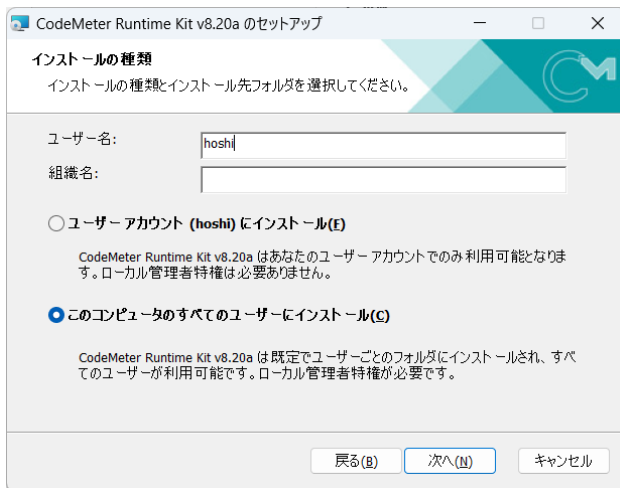 CodeMeter Runtime Kit v8.20a のセットアップ
インストールの種類
インストールの種類とインストール先フォルダを選択してください。
ユーザー名:
hoshi
組織名:
ユーザー アカウント (hoshi) にインストール(F)
CodeMeter Runtime Kit v8.20a はあなたのユーザー アカウントでのみ利用可能となりま
す。ローカル管理者特権は必要ありません。
このコンピュータのすべてのユーザーにインストール(C)
CodeMeter Runtime Kit v8.20a は既定でユーザーごとのフォルダにインストールされ、すべ
てのユーザーが利用可能です。ローカル管理者特権が必要です。
戻る(B)
次へ(N)
キャンセル